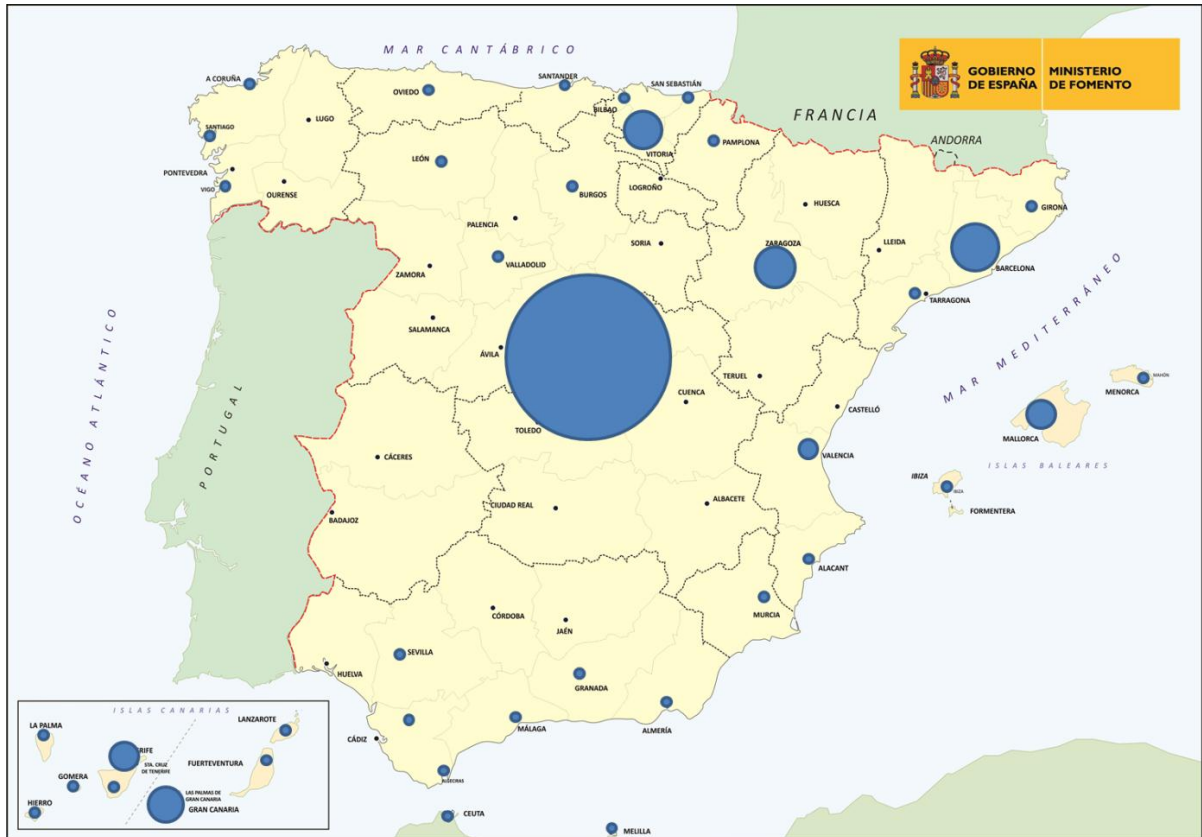 MAR CANTÁBRICO
GOBIERNO
DE ESPAÑA
MINISTERIO
DE FOMENTO
A CORUÑA
OVIEDO
SANTANDER
SAN SEBASTIÁN
BILBAO
FRANCIA
ANDORRA
LUGO
SANTIAGO
VITORIA
PAMPLONA
LEÓN
PONTEVEDRA
OURENSE
VIGO
LOGROÑO
BURGOS
HUESCA
GIRONA
PALENCIA
SORIA
ZARAGOZA
LLEIDA
BARCELONA
VALLADOLID
ZAMORA
TARRAGONA
SALAMANCA
ÁVILA
TERUEL
CUENCA
CASTELLÓ
MAR MEDITERRÁNEO
MENORCA
MAHÓN
MALLORCA
ISLAS BALEARES
OCÉANO ATLÁNTICO
PORTUGAL
TOLEDO
CÁCERES
VALENCIA
IBIZA
IBIZA
FORMENTERA
BADAJOZ
CIUDAD REAL
ALBACETE
ALACANT
MURCIA
CÓRDOBA
JAÉN
SEVILLA
HUELVA
GRANADA
CÁDIZ
MÁLAGA
ALMERÍA
ALGECIRAS
CEUTA
MELILLA
ISLAS CANARIAS
LA PALMA
LANZAROTE
RIFE
STA. CRUZ
DE TENERIFE
FUERTEVENTURA
GOMERA
HIERRO
LAS PALMAS DE
GRAN CANARIA
GRAN CANARIA